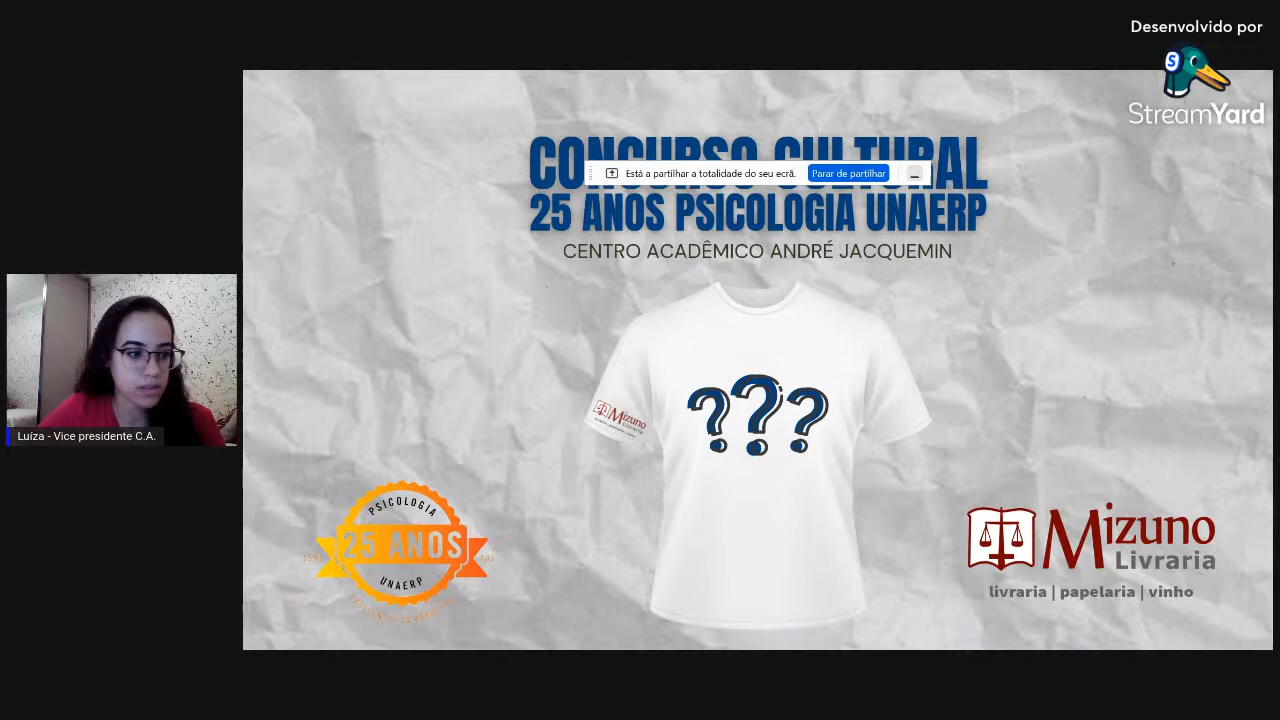 Desenvolvido por
StreamYard
CONCURSO CULTURAL
Está a partilhar a totalidade do seu ecrã. Parar de partilhar
25 ANOS PSICOLOGIA UNAERP
CENTRO ACADÊMICO ANDRÉ JACQUEMIN
???
Mizuno
Livraria
Luíza - Vice presidente C.A.
PSICOLOGIA
25 ANOS
UNAERP
Mizuno
Livraria
livraria | papelaria | vinho